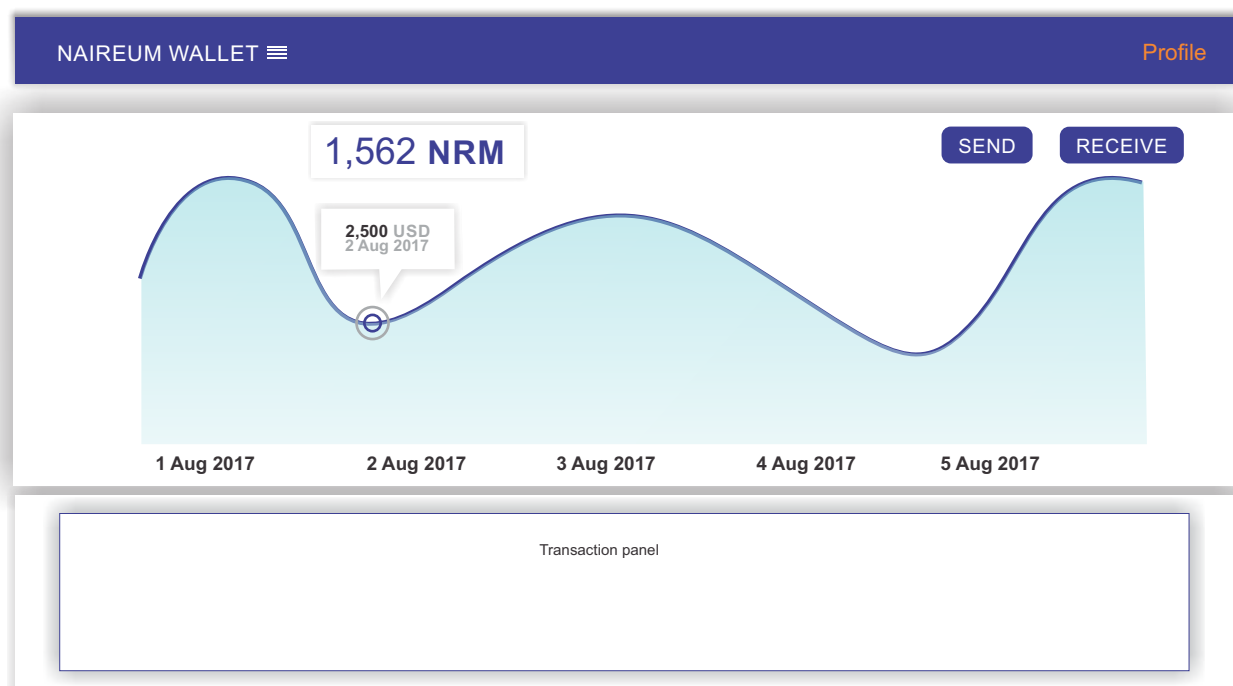 NAIREUM WALLET
Profile
1,562 NRM
SEND
RECEIVE
2,500 USD
2 Aug 2017
1 Aug 2017
2 Aug 2017
3 Aug 2017
4 Aug 2017
5 Aug 2017
Transaction panel